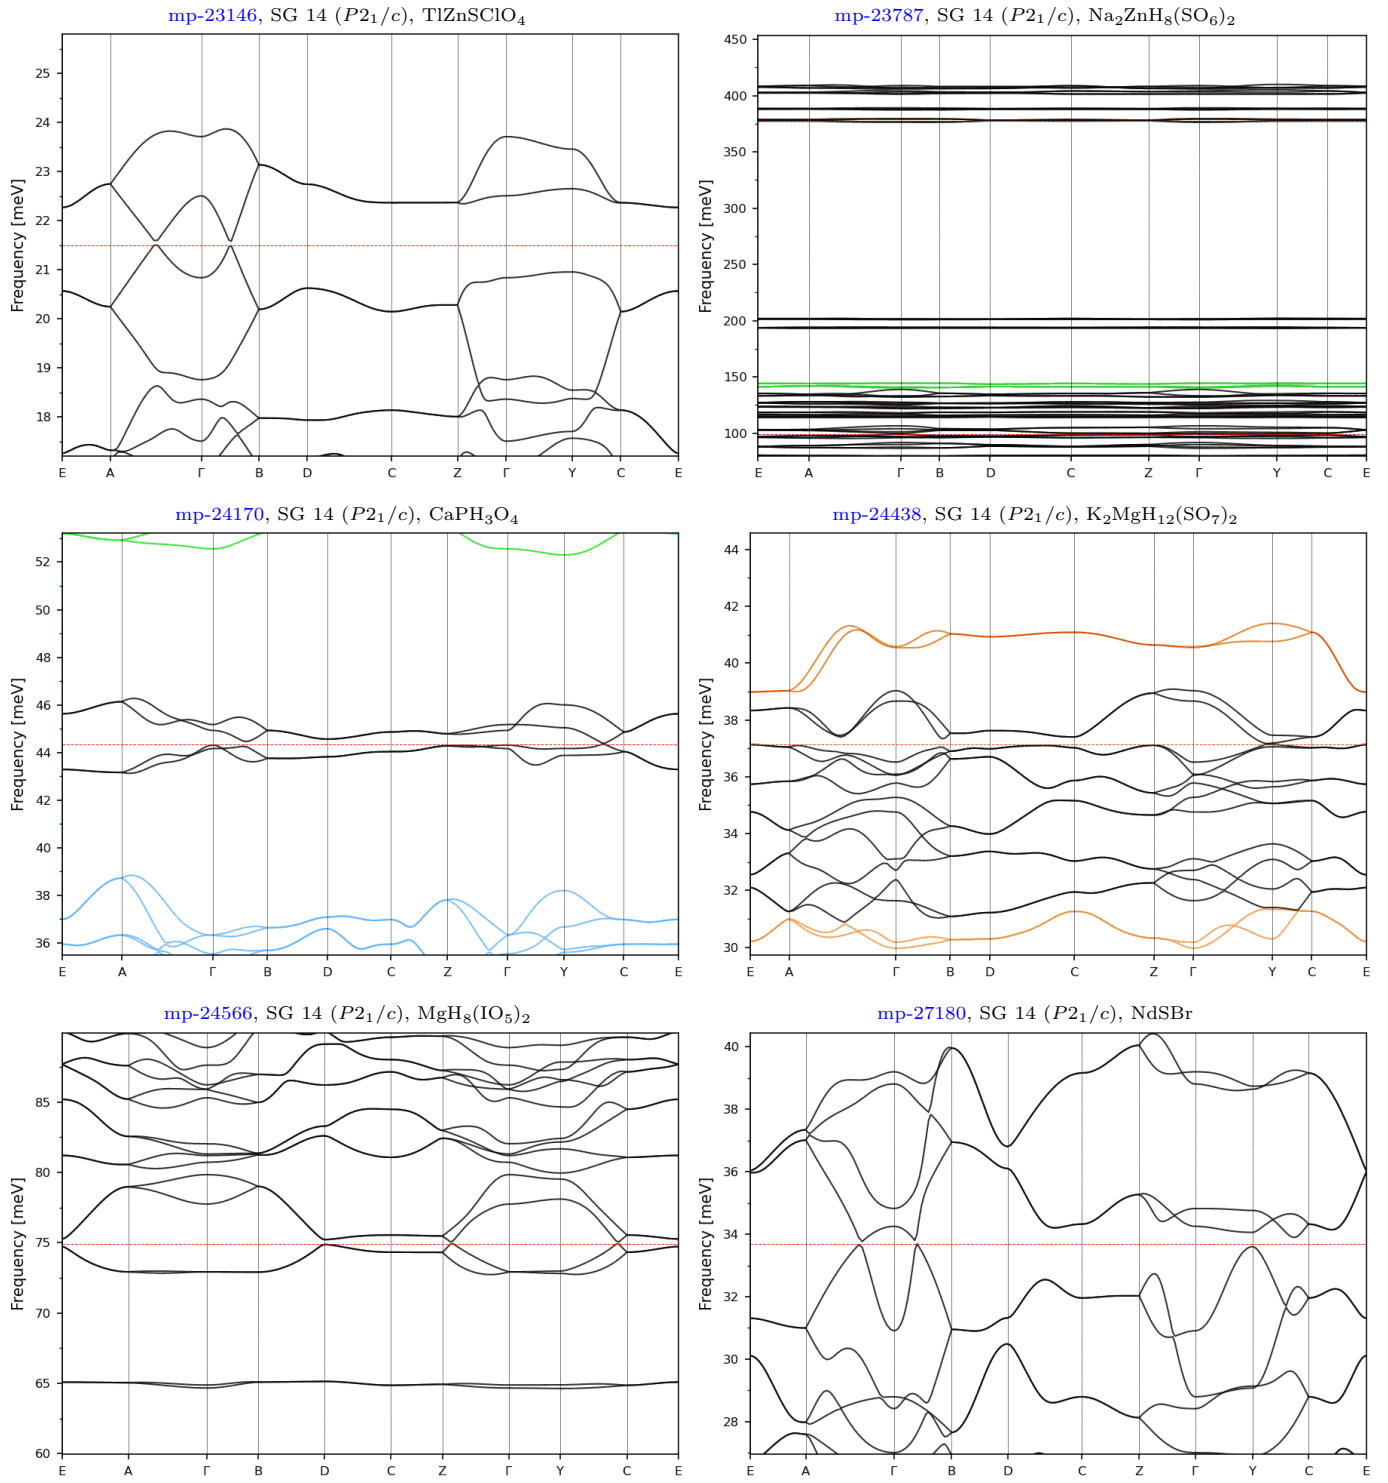 mp-23146, SG 14 (P2₁/c), TlZnSClO₄
Frequency [meV]
25
24
23
22
21
20
19
18
E A Γ B D C Z Γ Y C E
mp-23787, SG 14 (P2₁/c), Na₂ZnH₈(SO₆)₂
Frequency [meV]
450
400
350
300
250
200
150
100
E A Γ B D C Z Γ Y C E
mp-24170, SG 14 (P2₁/c), CaPH₃O₄
Frequency [meV]
52
50
48
46
44
42
40
38
36
E A Γ B D C Z Γ Y C E
mp-24438, SG 14 (P2₁/c), K₂MgH₁₂(SO₇)₂
Frequency [meV]
44
42
40
38
36
34
32
30
E A Γ B D C Z Γ Y C E
mp-24566, SG 14 (P2₁/c), MgH₈(IO₅)₂
Frequency [meV]
85
80
75
70
65
60
E A Γ B D C Z Γ Y C E
mp-27180, SG 14 (P2₁/c), NdSBr
Frequency [meV]
40
38
36
34
32
30
28
E A Γ B D C Z Γ Y C E